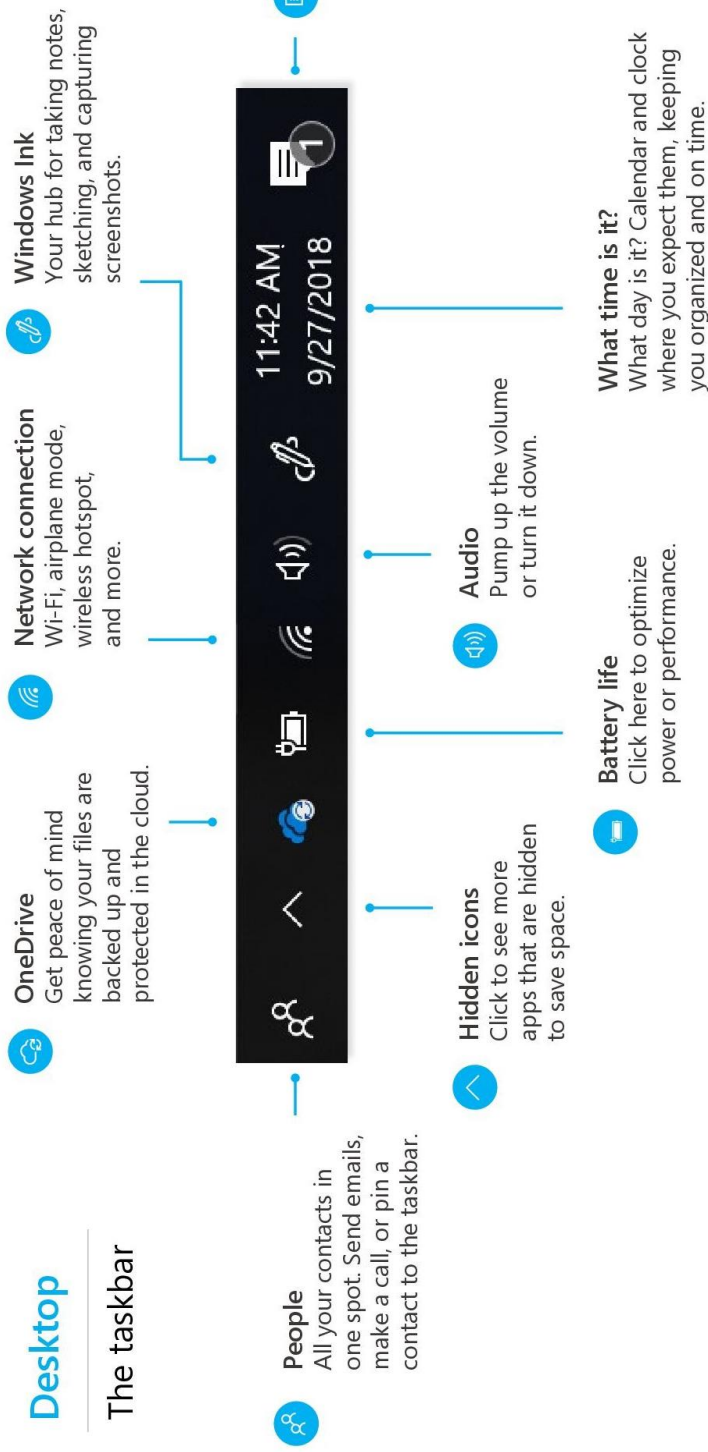 Desktop
The taskbar
People
All your contacts in
one spot. Send emails,
make a call, or pin a
contact to the taskbar.
OneDrive
Get peace of mind
knowing your files are
backed up and
protected in the cloud.
Network connection
Wi-Fi, airplane mode,
wireless hotspot,
and more.
Windows Ink
Your hub for taking notes,
sketching, and capturing
screenshots.
11:42 AM
9/27/2018
1
Hidden icons
Click to see more
apps that are hidden
to save space.
Battery life
Click here to optimize
power or performance.
Audio
Pump up the volume
or turn it down.
What time is it?
What day is it? Calendar and clock
where you expect them, keeping
you organized and on time.